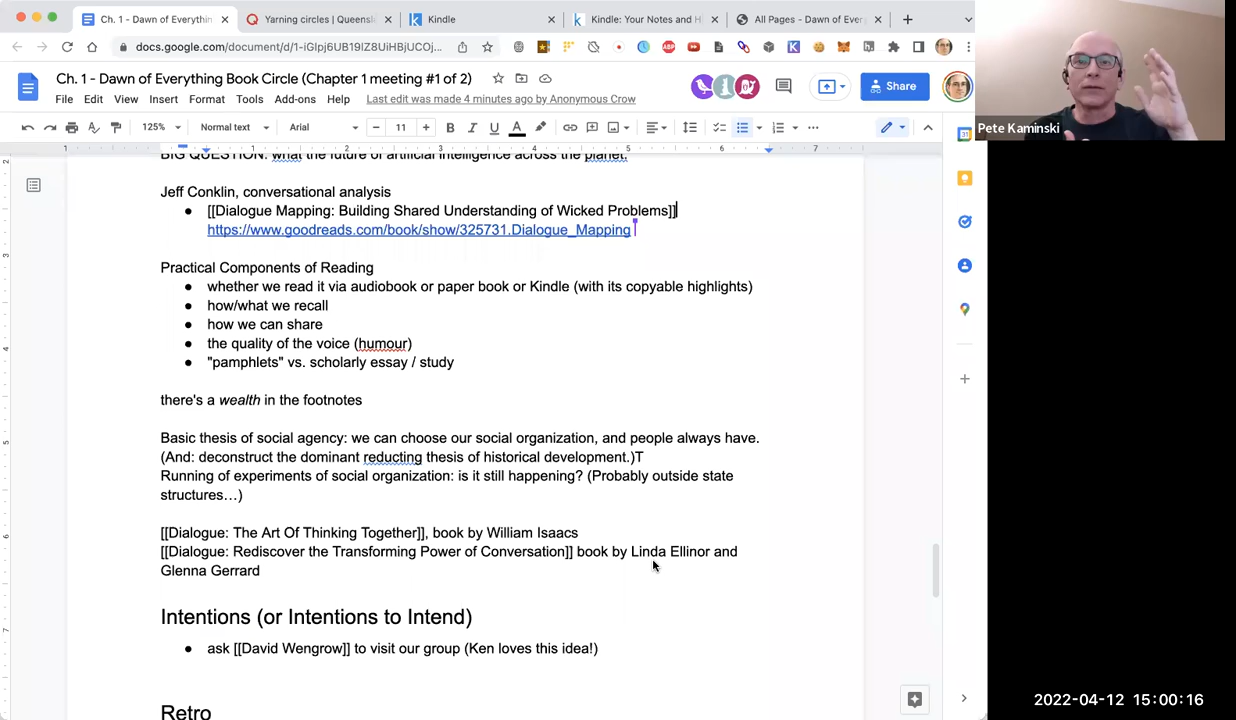 Ch. 1 - Dawn of Everythin
Yarning circles | Queensl
Kindle
Kindle: Your Notes and H
All Pages - Dawn of Ever
docs.google.com/document/d/1-iGlpj6UB19IZ8UiHBjUCOj...
Ch. 1 - Dawn of Everything Book Circle (Chapter 1 meeting #1 of 2)
Share
File Edit View Insert Format Tools Add-ons Help Last edit was made 4 minutes ago by Anonymous Crow
125% Normal text Arial 11
1 1 2 3 4 5 6 7
BIG QUESTION: what the future of artificial intelligence across the planet.
Jeff Conklin, conversational analysis
● [[Dialogue Mapping: Building Shared Understanding of Wicked Problems]]
https://www.goodreads.com/book/show/325731.Dialogue_Mapping
Practical Components of Reading
● whether we read it via audiobook or paper book or Kindle (with its copyable highlights)
● how/what we recall
● how we can share
● the quality of the voice (humour)
● "pamphlets" vs. scholarly essay / study
there's a wealth in the footnotes
Basic thesis of social agency: we can choose our social organization, and people always have.
(And: deconstruct the dominant reducting thesis of historical development.)T
Running of experiments of social organization: is it still happening? (Probably outside state
structures…)
[[Dialogue: The Art Of Thinking Together]], book by William Isaacs
[[Dialogue: Rediscover the Transforming Power of Conversation]] book by Linda Ellinor and
Glenna Gerrard
Intentions (or Intentions to Intend)
● ask [[David Wengrow]] to visit our group (Ken loves this idea!)
Retro
Pete Kaminski
2022-04-12 15:00:16